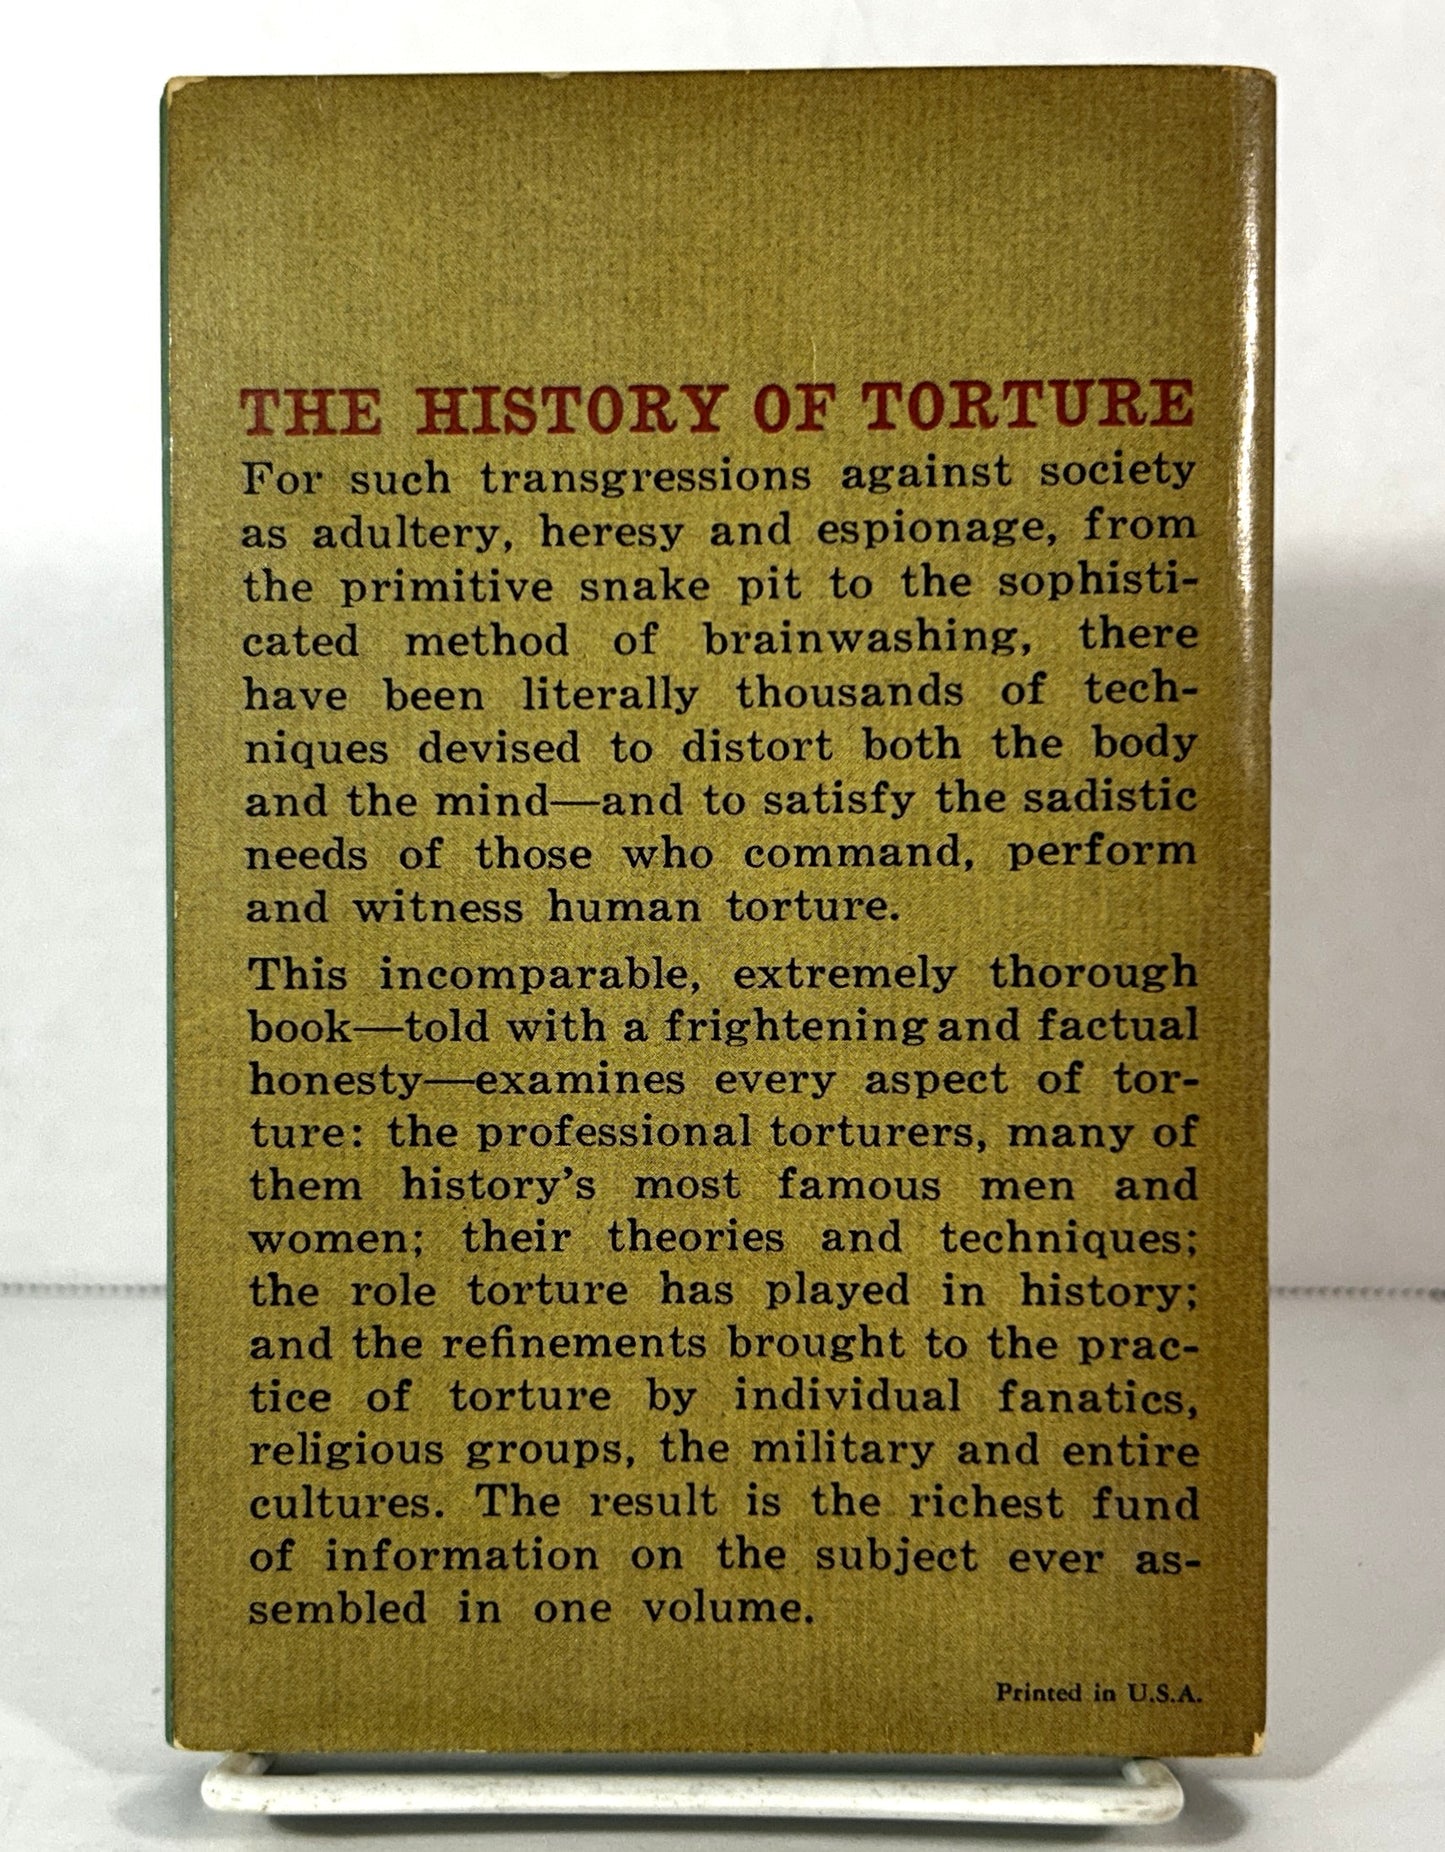 THE HISTORY OF TORTURE
For such transgressions against society
as adultery, heresy and espionage, from
the primitive snake pit to the sophisti-
cated method of brainwashing, there
have been literally thousands of tech-
niques devised to distort both the body
and the mind—and to satisfy the sadistic
needs of those who command, perform
and witness human torture.
This incomparable, extremely thorough
book—told with a frightening and factual
honesty—examines every aspect of tor-
ture: the professional torturers, many of
them history's most famous men and
women; their theories and techniques;
the role torture has played in history;
and the refinements brought to the prac-
tice of torture by individual fanatics,
religious groups, the military and entire
cultures. The result is the richest fund
of information on the subject ever as-
sembled in one volume.
Printed in U.S.A.